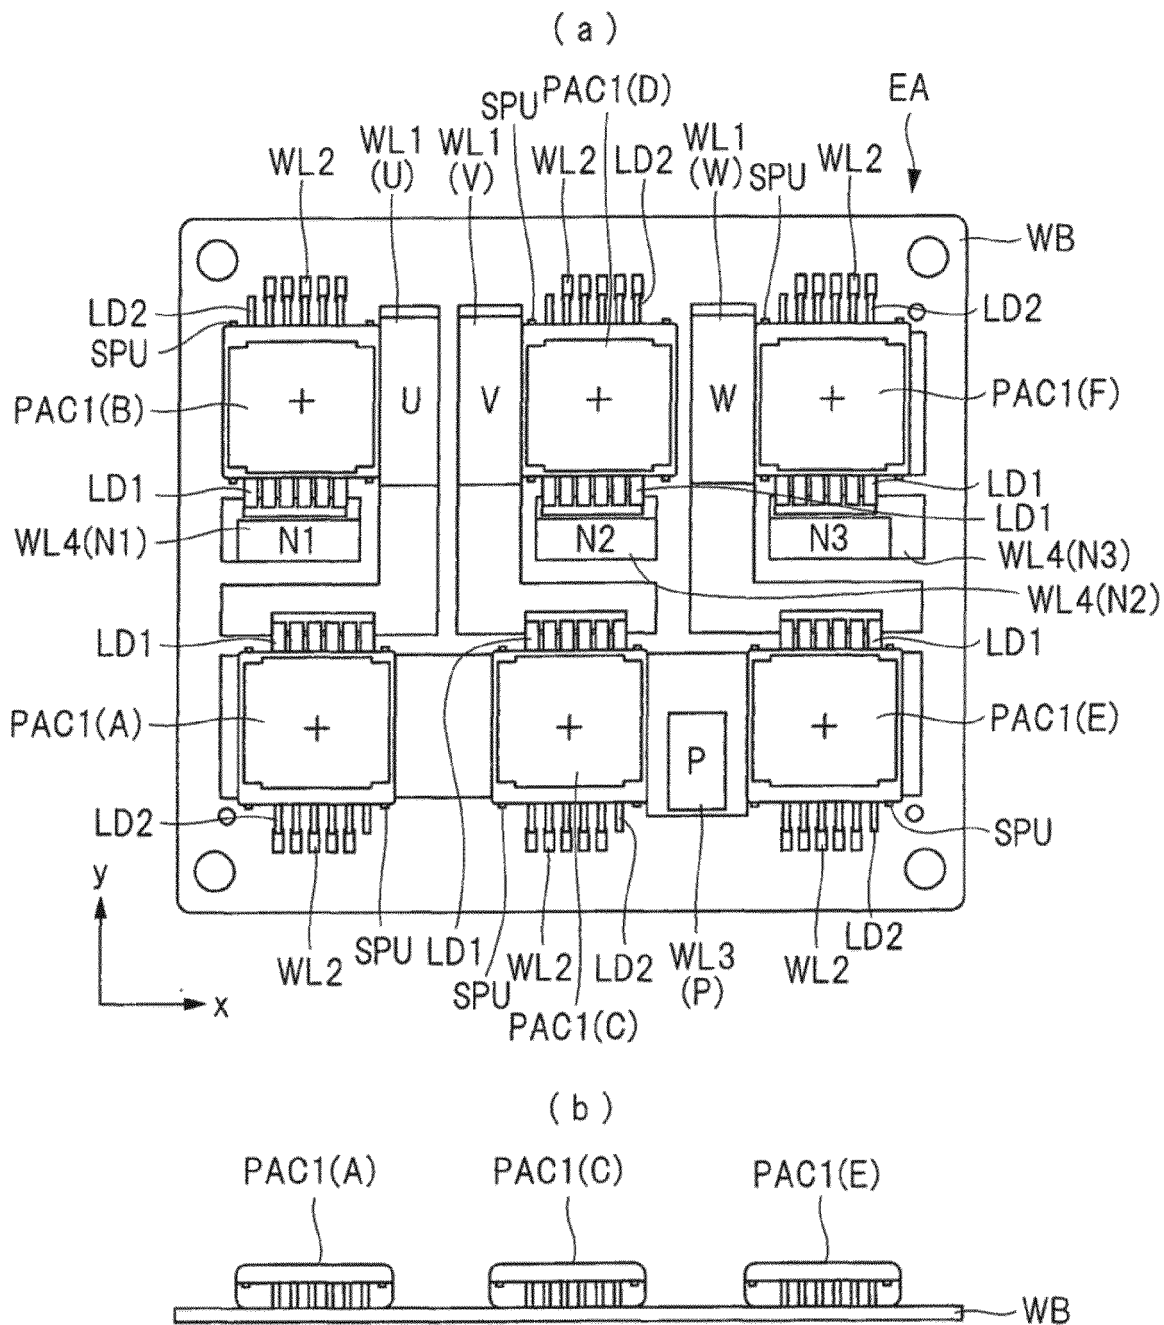 (a)
EA
SPU PAC1(D)
WL1 (U)
WL1 (V)
WL1 (W)
WL2
WL2
LD2
SPU
WL2
WB
LD2
LD2
SPU
PAC1(B)
U
V
W
PAC1(F)
LD1
LD1
LD1
WL4(N1)
N1
N2
N3
WL4(N3)
WL4(N2)
LD1
LD1
PAC1(A)
P
PAC1(E)
LD2
SPU
y
x
WL2
SPU
LD1
SPU
WL2
LD2
WL3 (P)
WL2
LD2
PAC1(C)
(b)
PAC1(A)
PAC1(C)
PAC1(E)
WB